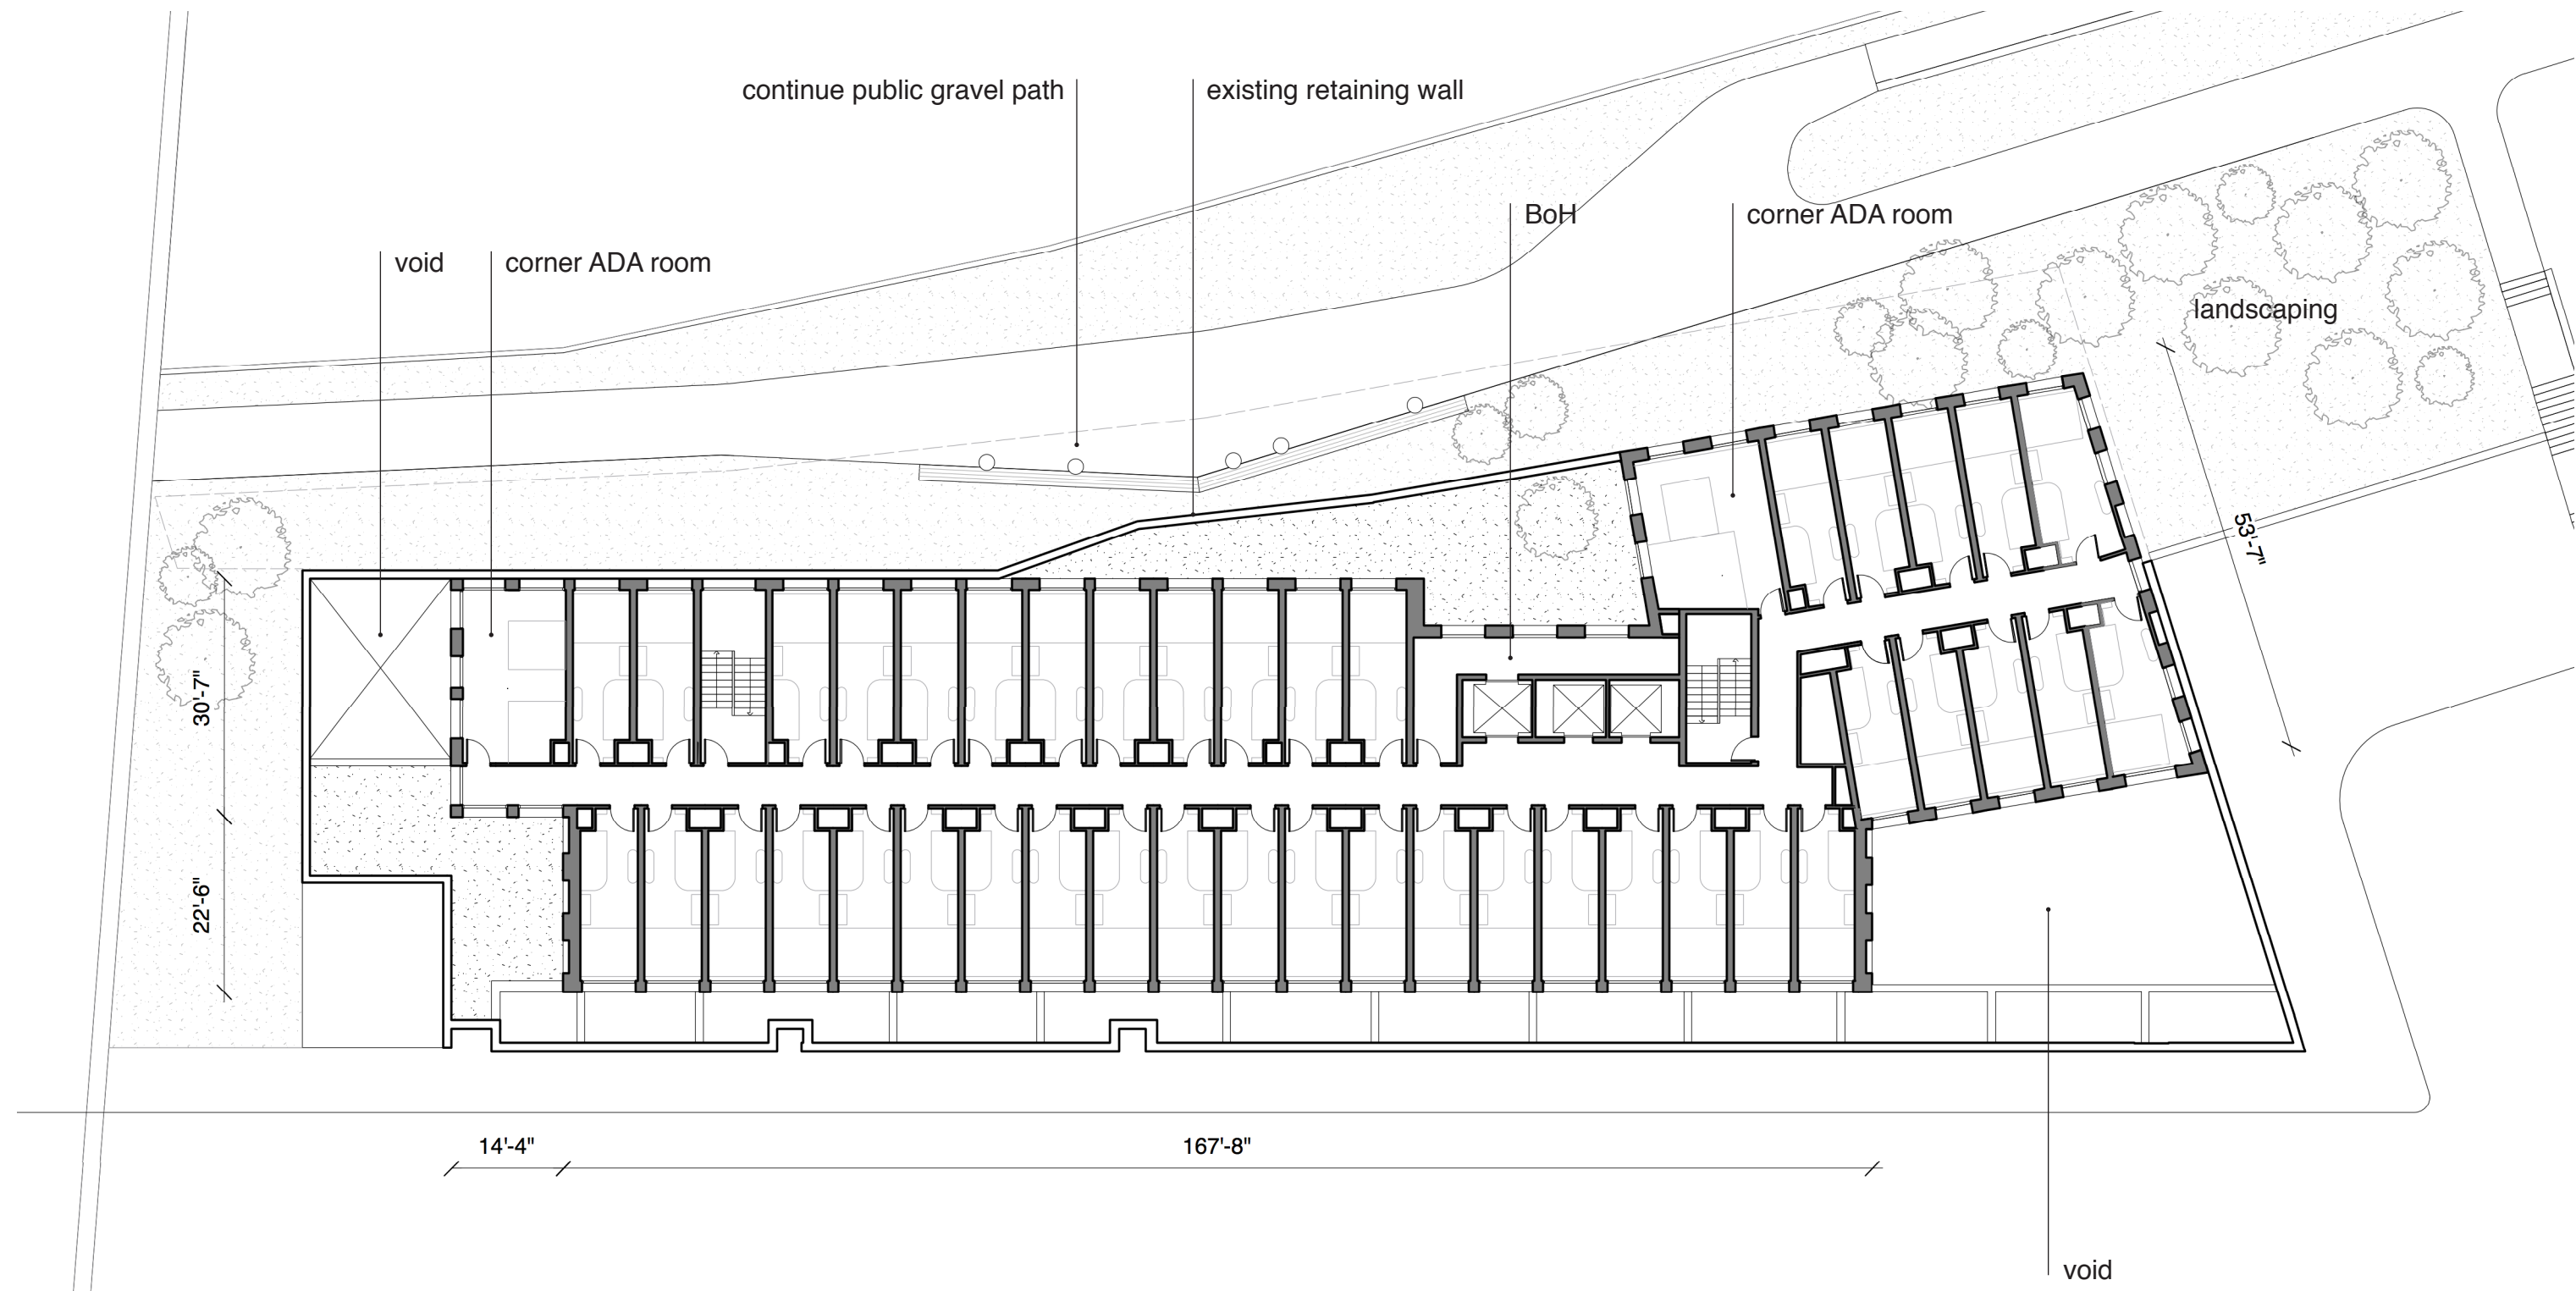 continue public gravel path
existing retaining wall
BoH
corner ADA room
void
corner ADA room
landscaping
53'-7"
30'-7"
22'-6"
14'-4"
167'-8"
void